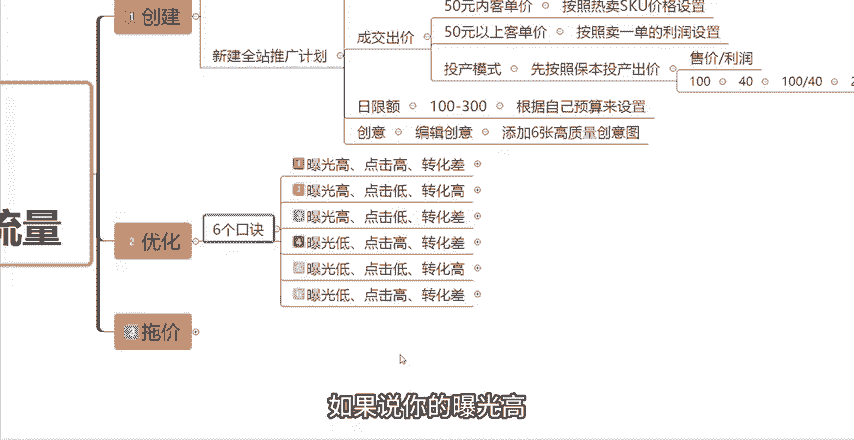 1 创建
新建全站推广计划
成交出价
50元内客单价 按照热卖SKU价格设置
50元以上客单价 按照卖一单的利润设置
投产模式 先按照保本投产出价
售价/利润
100 40 100/40 2
日限额 100-300 根据自己预算来设置
创意 编辑创意 添加6张高质量创意图
流量
2 优化
6个口诀
曝光高、点击高、转化差
曝光高、点击低、转化高
曝光高、点击低、转化差
曝光低、点击低、转化差
曝光低、点击低、转化高
曝光低、点击高、转化差
拖价
如果说你的曝光高